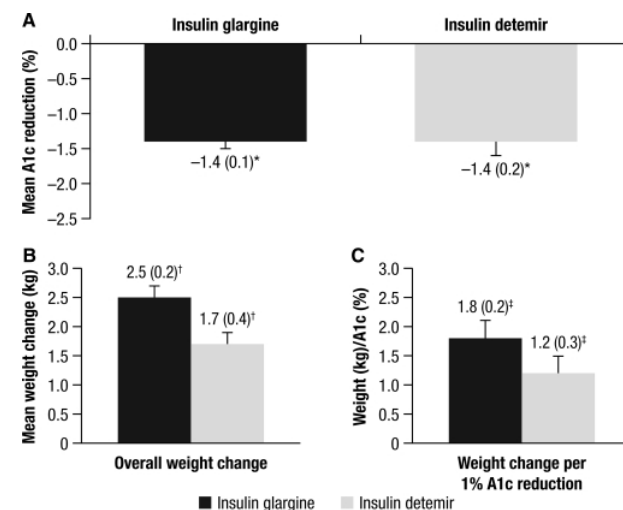 A
Insulin glargine Insulin detemir
Mean A1c reduction (%)
0.0
–0.5
–1.0
–1.5
–2.0
–2.5
–1.4 (0.1)*
–1.4 (0.2)*
B
Mean weight change (kg)
3.0
2.5
2.0
1.5
1.0
0.5
0
2.5 (0.2)†
1.7 (0.4)†
Overall weight change
C
Weight (kg)/A1c (%)
3.0
2.5
2.0
1.5
1.0
0.5
0
1.8 (0.2)‡
1.2 (0.3)‡
Weight change per
1% A1c reduction
Insulin glargine Insulin detemir